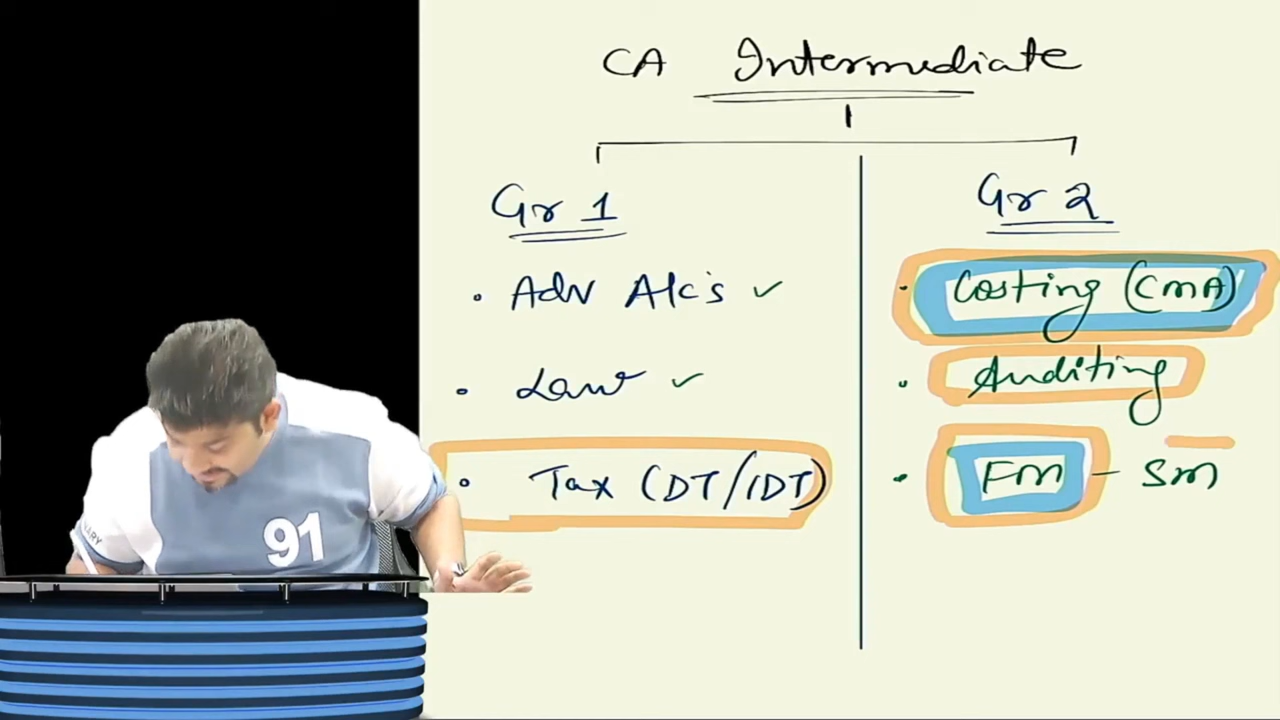 CA Intermediate
Gr 1
• Adv A/c's ✓
• Law ✓
• Tax (DT/IDT)
Gr 2
• Costing (CMA)
• Auditing
• FM - SM
91